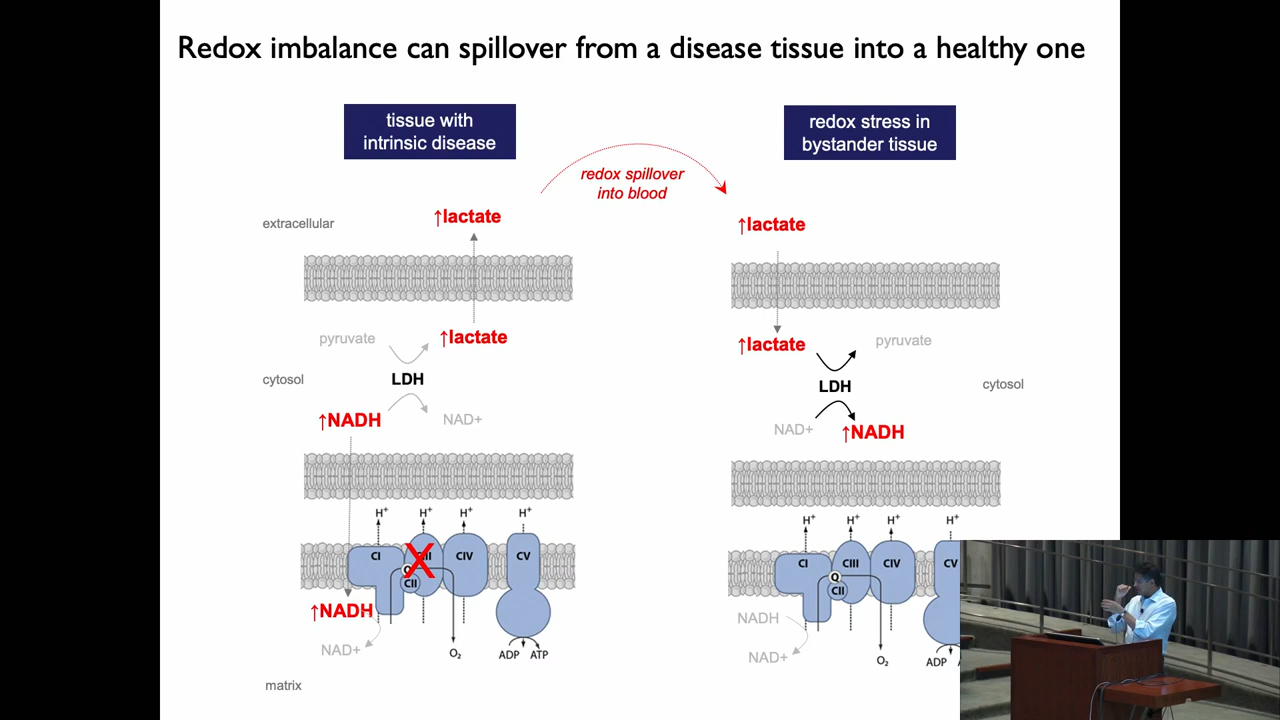 Redox imbalance can spillover from a disease tissue into a healthy one
tissue with
intrinsic disease
redox stress in
bystander tissue
redox spillover
into blood
extracellular
↑lactate
↑lactate
pyruvate
↑lactate
LDH
cytosol
↑NADH
NAD+
↑lactate
pyruvate
LDH
cytosol
NAD+
↑NADH
H+
H+
H+
H+
CI
CIII
CIV
CV
Q
CII
↑NADH
NAD+
O₂
ADP
ATP
matrix
H+
H+
H+
H+
CI
CIII
CIV
CV
Q
CII
NADH
NAD+
O₂
ADP